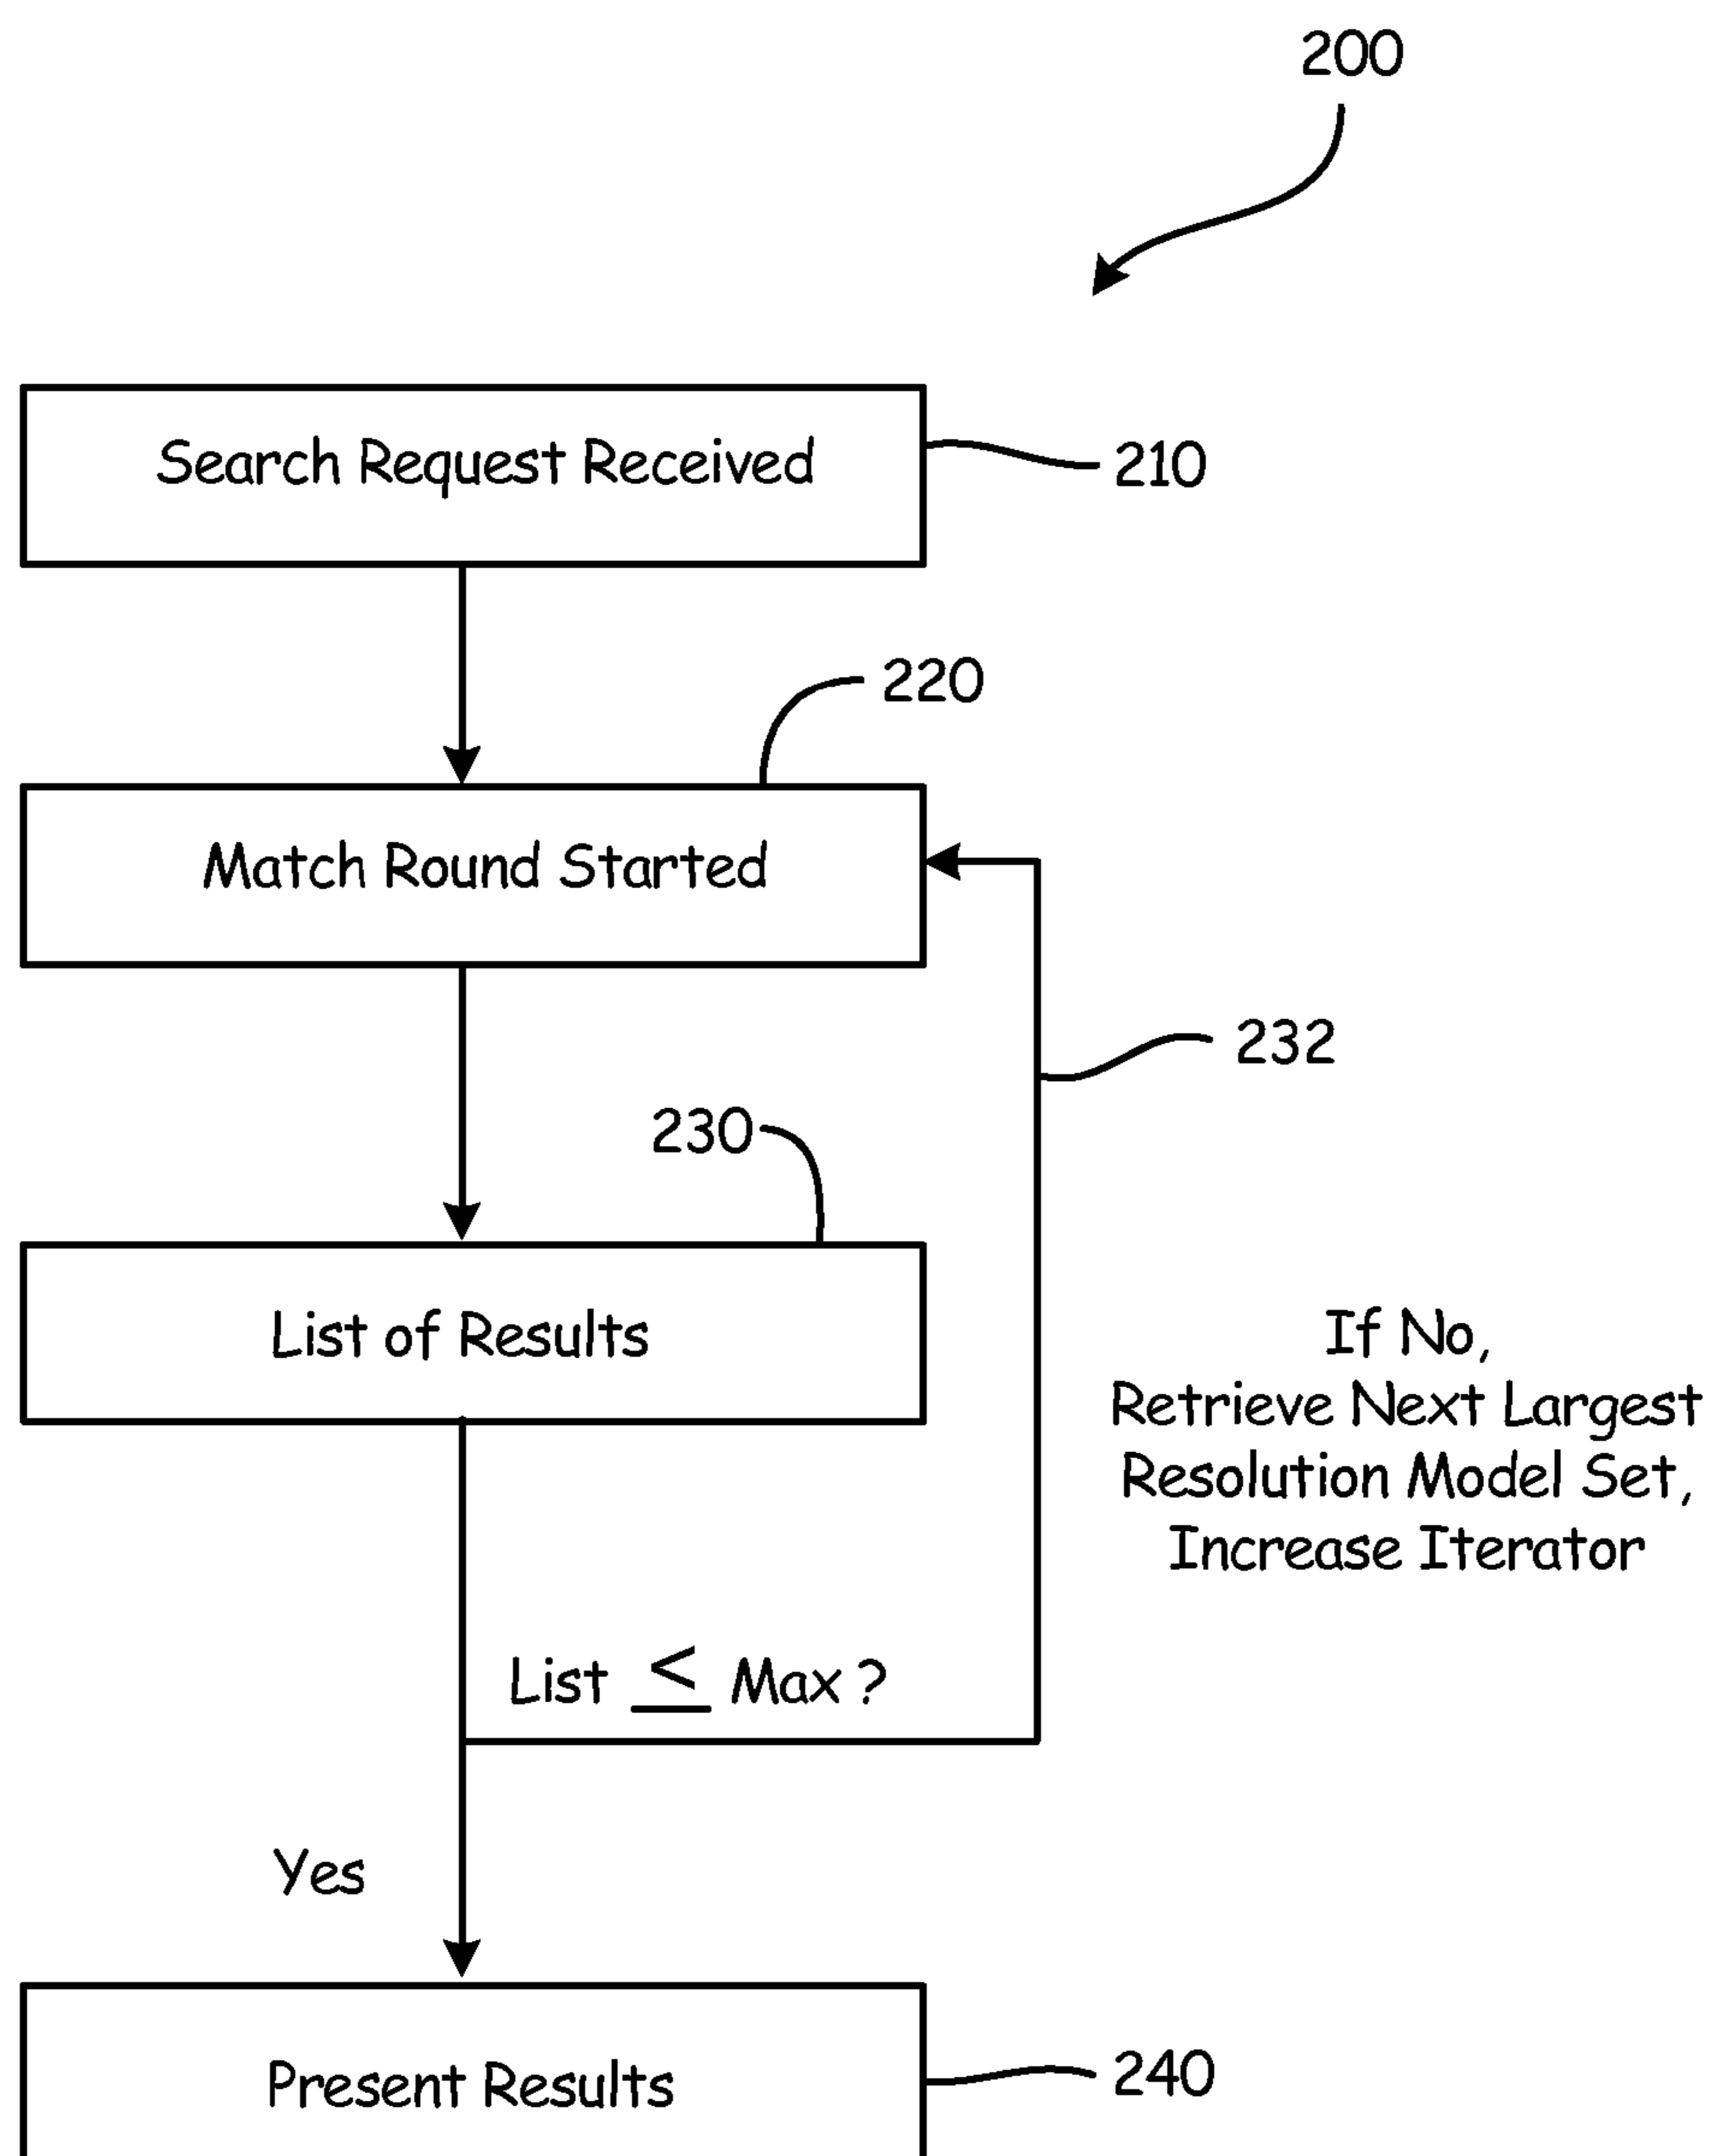 200
Search Request Received
210
220
Match Round Started
232
230
List of Results
If No,
Retrieve Next Largest
Resolution Model Set,
Increase Iterator
List ≤ Max?
Yes
Present Results
240